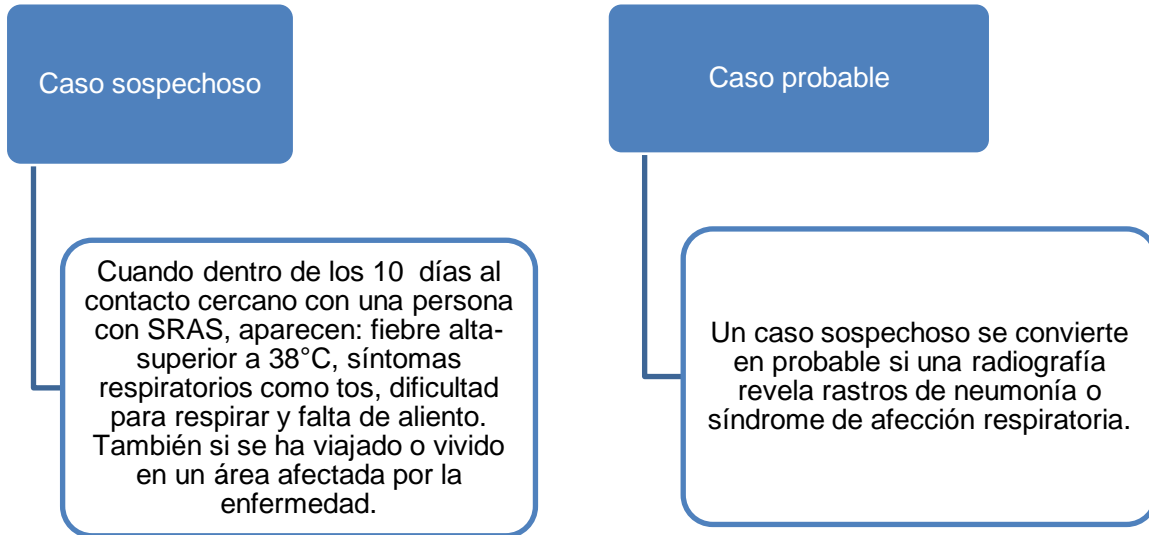 Caso sospechoso
Cuando dentro de los 10  días al
contacto cercano con una persona
con SRAS, aparecen: fiebre alta-
superior a 38°C, síntomas
respiratorios como tos, dificultad
para respirar y falta de aliento.
También si se ha viajado o vivido
en un área afectada por la
enfermedad.
Caso probable
Un caso sospechoso se convierte
en probable si una radiografía
revela rastros de neumonía o
síndrome de afección respiratoria.